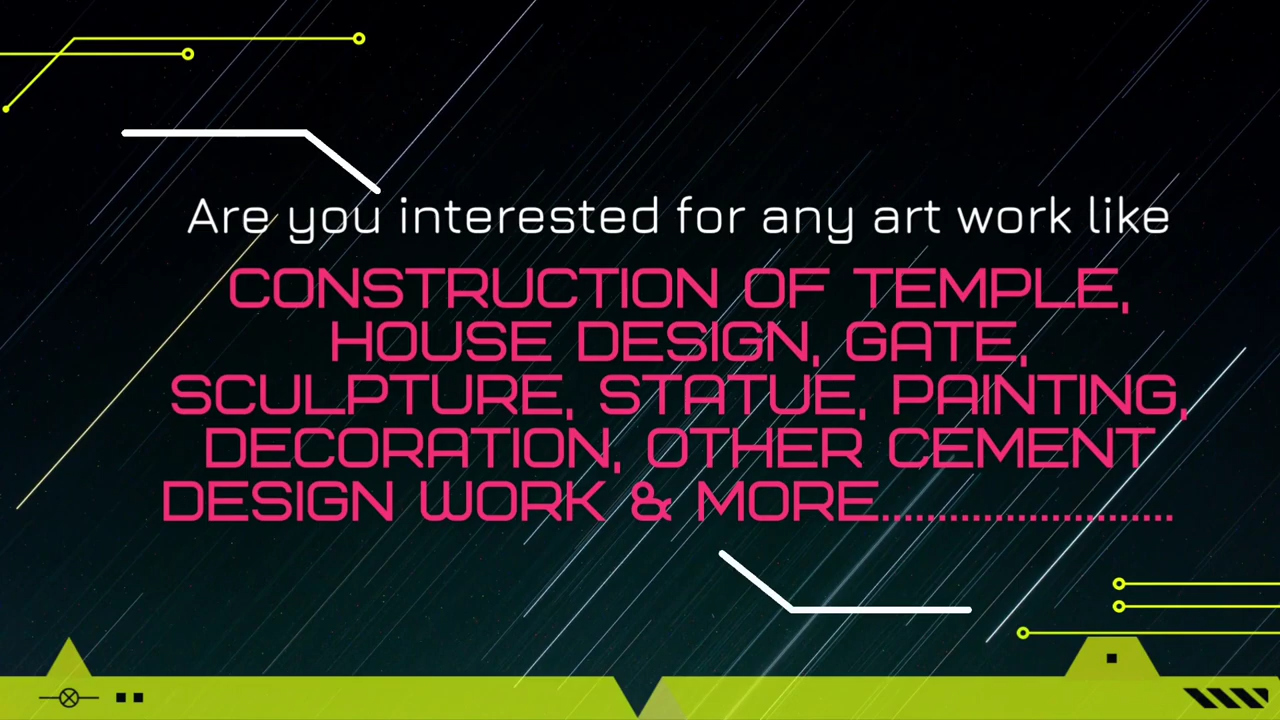 Are you interested for any art work like
CONSTRUCTION OF TEMPLE,
HOUSE DESIGN, GATE,
SCULPTURE, STATUE, PAINTING,
DECORATION, OTHER CEMENT
DESIGN WORK & MORE..........................